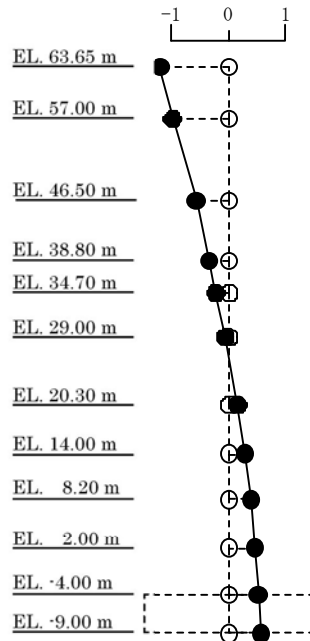 −1 0 1
EL. 63.65 m
EL. 57.00 m
EL. 46.50 m
EL. 38.80 m
EL. 34.70 m
EL. 29.00 m
EL. 20.30 m
EL. 14.00 m
EL. 8.20 m
EL. 2.00 m
EL. -4.00 m
EL. -9.00 m